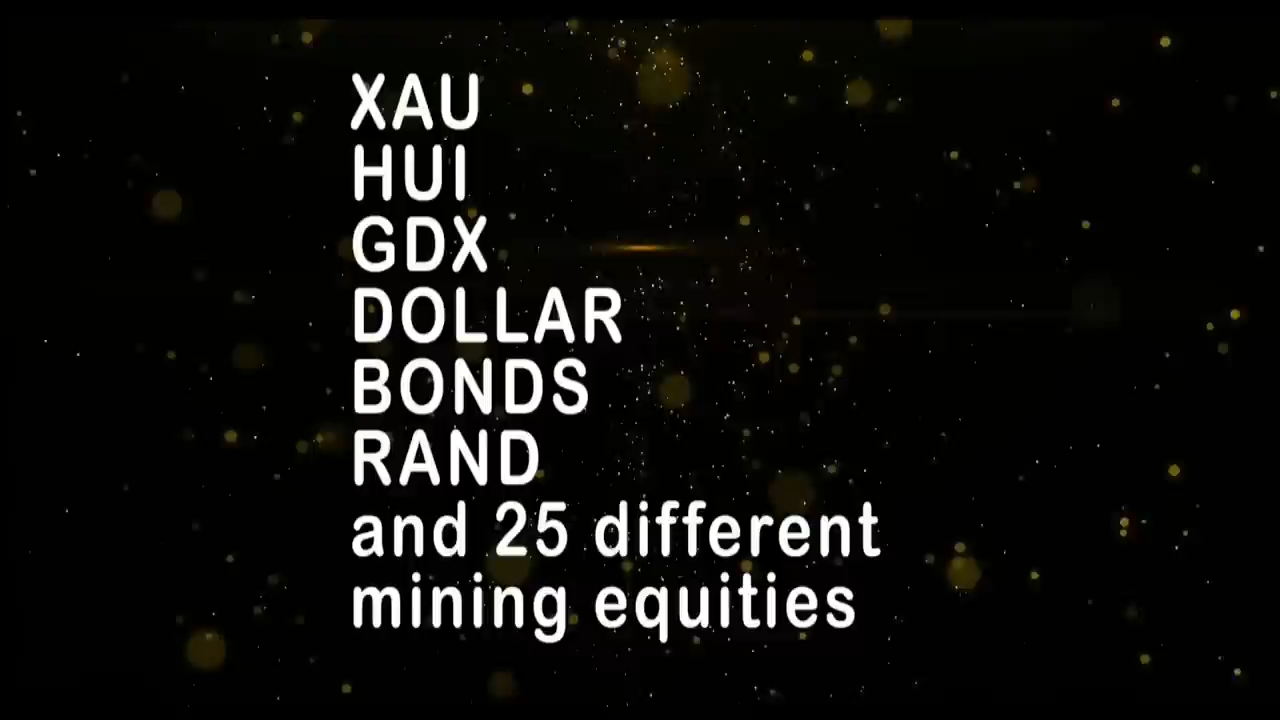 XAU
HUI
GDX
DOLLAR
BONDS
RAND
and 25 different
mining equities